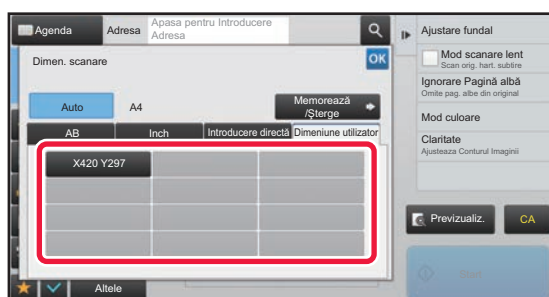 Agenda
Adresa
Apasa pentru Introducere
Adresa
Dimen. scanare
OK
Auto
A4
Memorează
/Şterge
AB
Inch
Introducere directă
Dimeniune utilizator
X420 Y297
Altele
Ajustare fundal
Mod scanare lent
Scan orig. hart. subtire
Ignorare Pagină albă
Omite pag. albe din original
Mod culoare
Claritate
Ajusteaza Conturul Imaginii
Previzualiz.
CA
Start